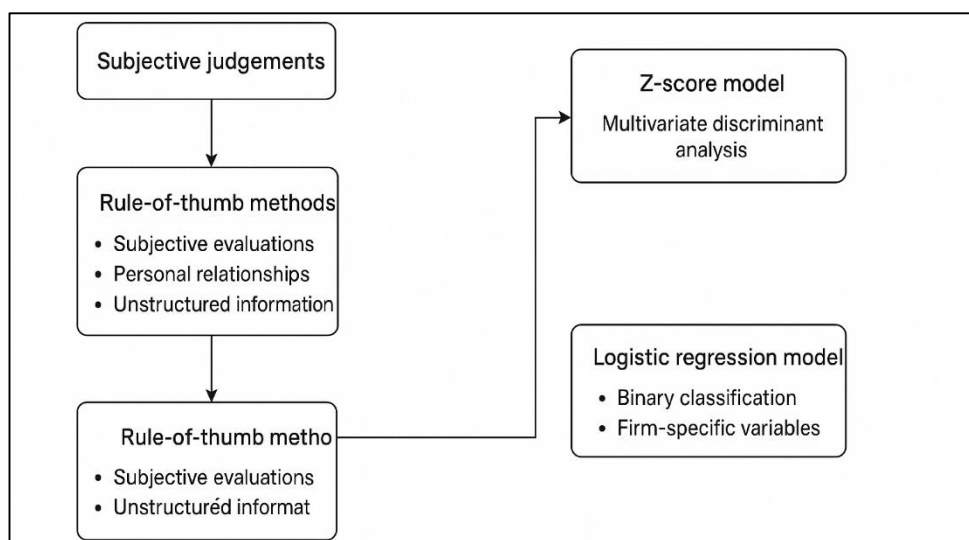 Subjective judgements
Rule-of-thumb methods
• Subjective evaluations
• Personal relationships
• Unstructured information
Rule-of-thumb metho
• Subjective evaluations
• Unstructuréd informat
Z-score model
Multivariate discriminant
analysis
Logistic regression model
• Binary classification
• Firm-specific variables